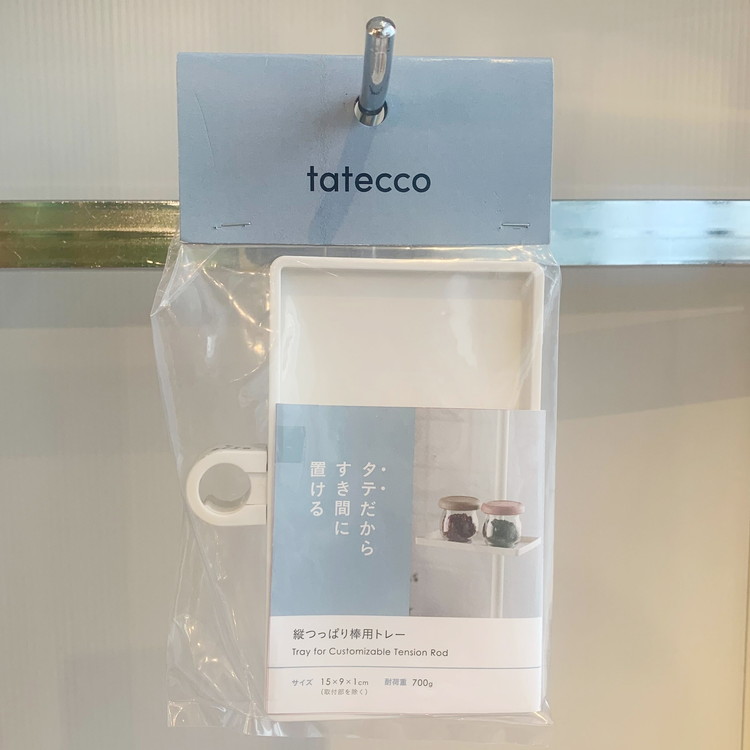 tatecco
タテだから
すき間に
置ける
縦つっぱり棒用トレー
Tray for Customizable Tension Rod
サイズ 15×9×1cm 耐荷重 700g
(取付部を除く)